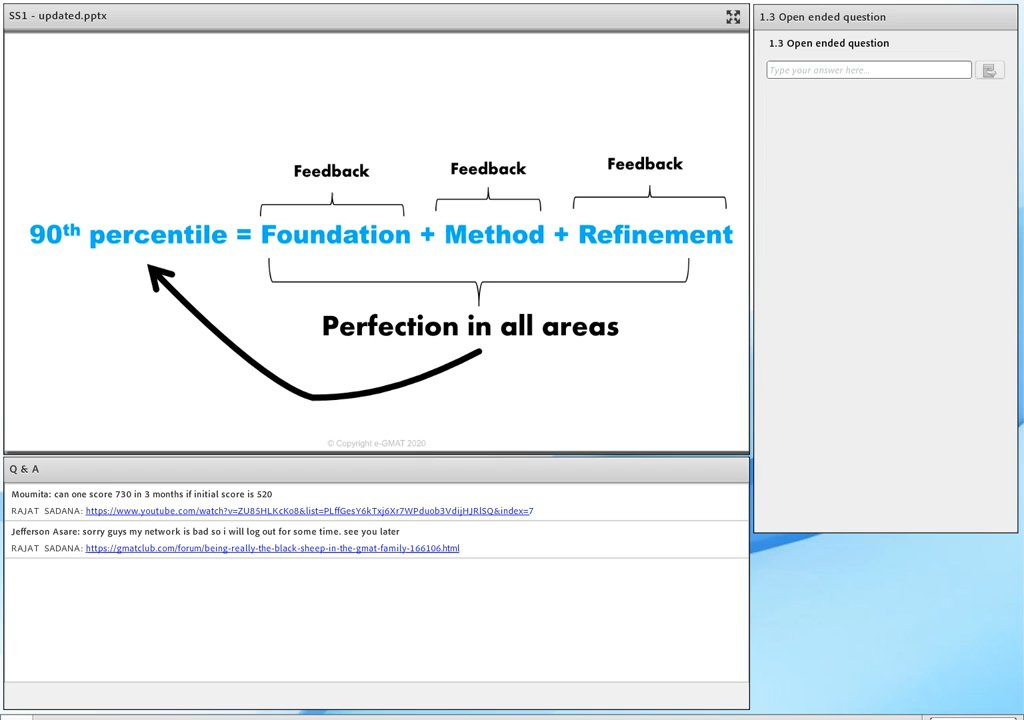 SS1 - updated.pptx
Feedback
Feedback
Feedback
90th percentile = Foundation + Method + Refinement
Perfection in all areas
© Copyright e-GMAT 2020
1.3 Open ended question
1.3 Open ended question
Type your answer here...
Q & A
Moumita: can one score 730 in 3 months if initial score is 520
RAJAT SADANA: https://www.youtube.com/watch?v=ZU85HLKcKo8&list=PLffGesY6kTxj6Xr7WPduob3VdijHJRlSQ&index=7
Jefferson Asare: sorry guys my network is bad so i will log out for some time. see you later
RAJAT SADANA: https://gmatclub.com/forum/being-really-the-black-sheep-in-the-gmat-family-166106.html